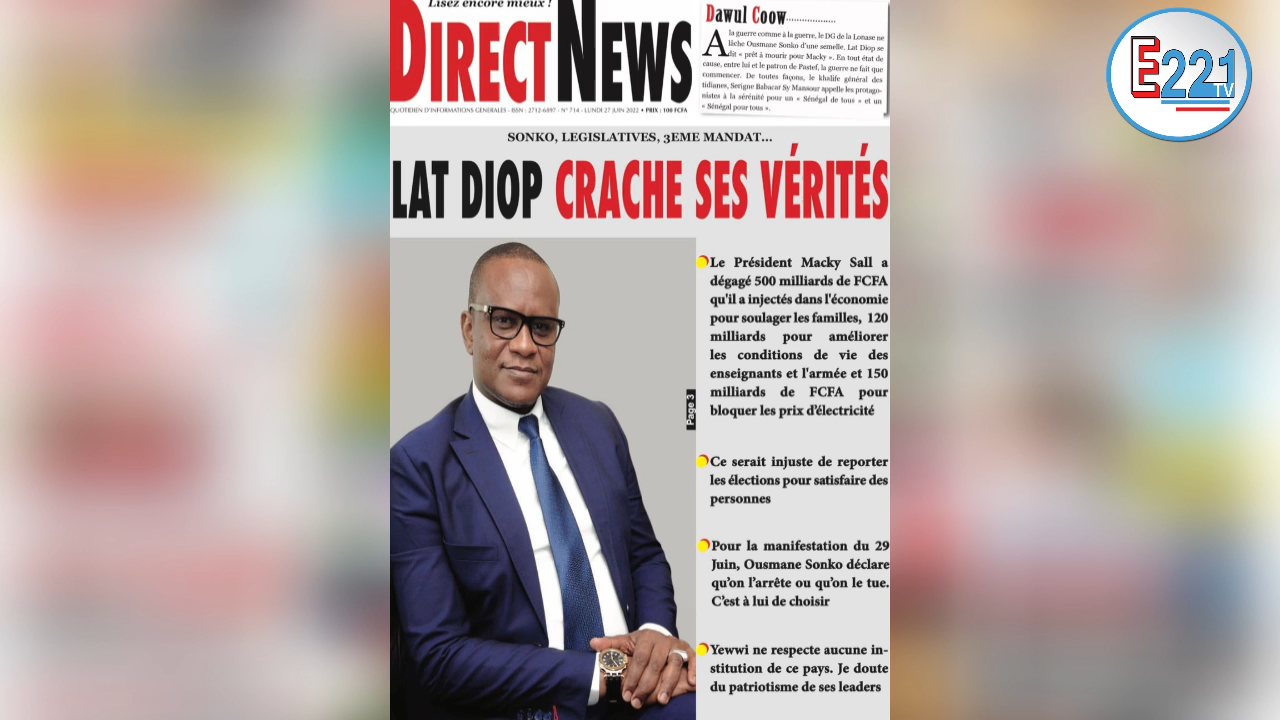 Lisez encore mieux !
DIRECT NEWS
QUOTIDIEN D'INFORMATIONS GENERALES - ISSN : 2712-6897 - N° 714 - LUNDI 27 JUIN 2022 • PRIX : 100 FCFA
Dawul Coow..................
A la guerre comme à la guerre, le DG de la Lonase ne
lâche Ousmane Sonko d'une semelle. Lat Diop se
dit « prêt à mourir pour Macky ». En tout état de
cause, entre lui et le patron de Pastef, la guerre ne fait que
commencer. De toutes façons, le khalife général des
tidianes, Serigne Babacar Sy Mansour appelle les protago-
nistes à la sérénité pour un « Sénégal de tous » et un
« Sénégal pour tous ».
E221
TV
SONKO, LEGISLATIVES, 3EME MANDAT...
LAT DIOP CRACHE SES VÉRITÉS
Le Président Macky Sall a
dégagé 500 milliards de FCFA
qu'il a injectés dans l'économie
pour soulager les familles, 120
milliards pour améliorer
les conditions de vie des
enseignants et l'armée et 150
milliards de FCFA pour
bloquer les prix d'électricité
Page 3
Ce serait injuste de reporter
les élections pour satisfaire des
personnes
Pour la manifestation du 29
Juin, Ousmane Sonko déclare
qu'on l'arrête ou qu'on le tue.
C'est à lui de choisir
Yewwi ne respecte aucune in-
stitution de ce pays. Je doute
du patriotisme de ses leaders